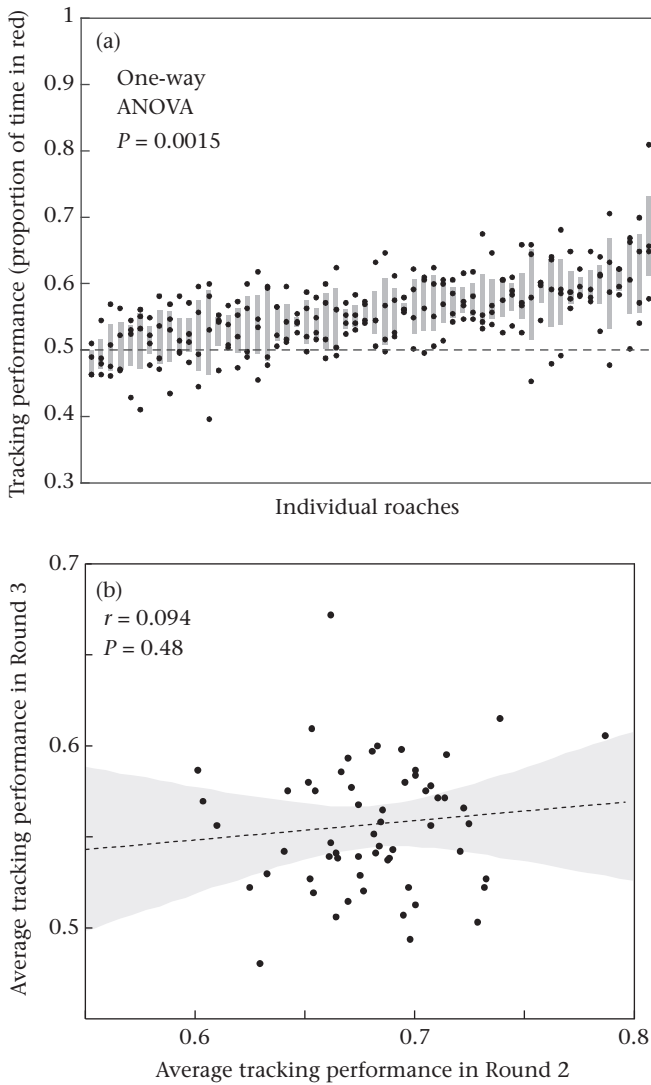 1
(a)
One-way
ANOVA
P = 0.0015
0.9
0.8
0.7
0.6
0.5
0.4
0.3
Tracking performance (proportion of time in red)
Individual roaches
0.7
(b)
r = 0.094
P = 0.48
0.6
0.5
Average tracking performance in Round 3
0.6
0.7
0.8
Average tracking performance in Round 2